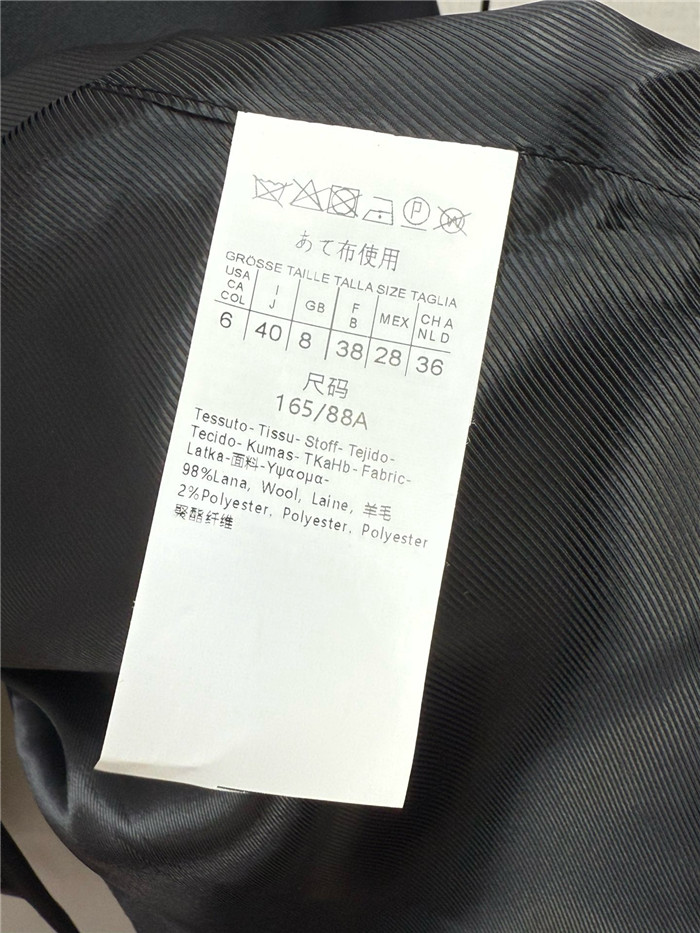 P
W
あて布使用
GRÖSSE TAILLE TALLA SIZE TAGLIA
USA CA COL I J GB F B MEX CH A NL D
6 40 8 38 28 36
尺码
165/88A
Tessuto-Tissu-Stoff-Tejido-
Tecido-Kumas-TKaHb-Fabric-
Latka-面料-Υψαομα-
98%Lana, Wool, Laine, 羊毛
2%Polyester, Polyester, Polyester
聚酯纤维